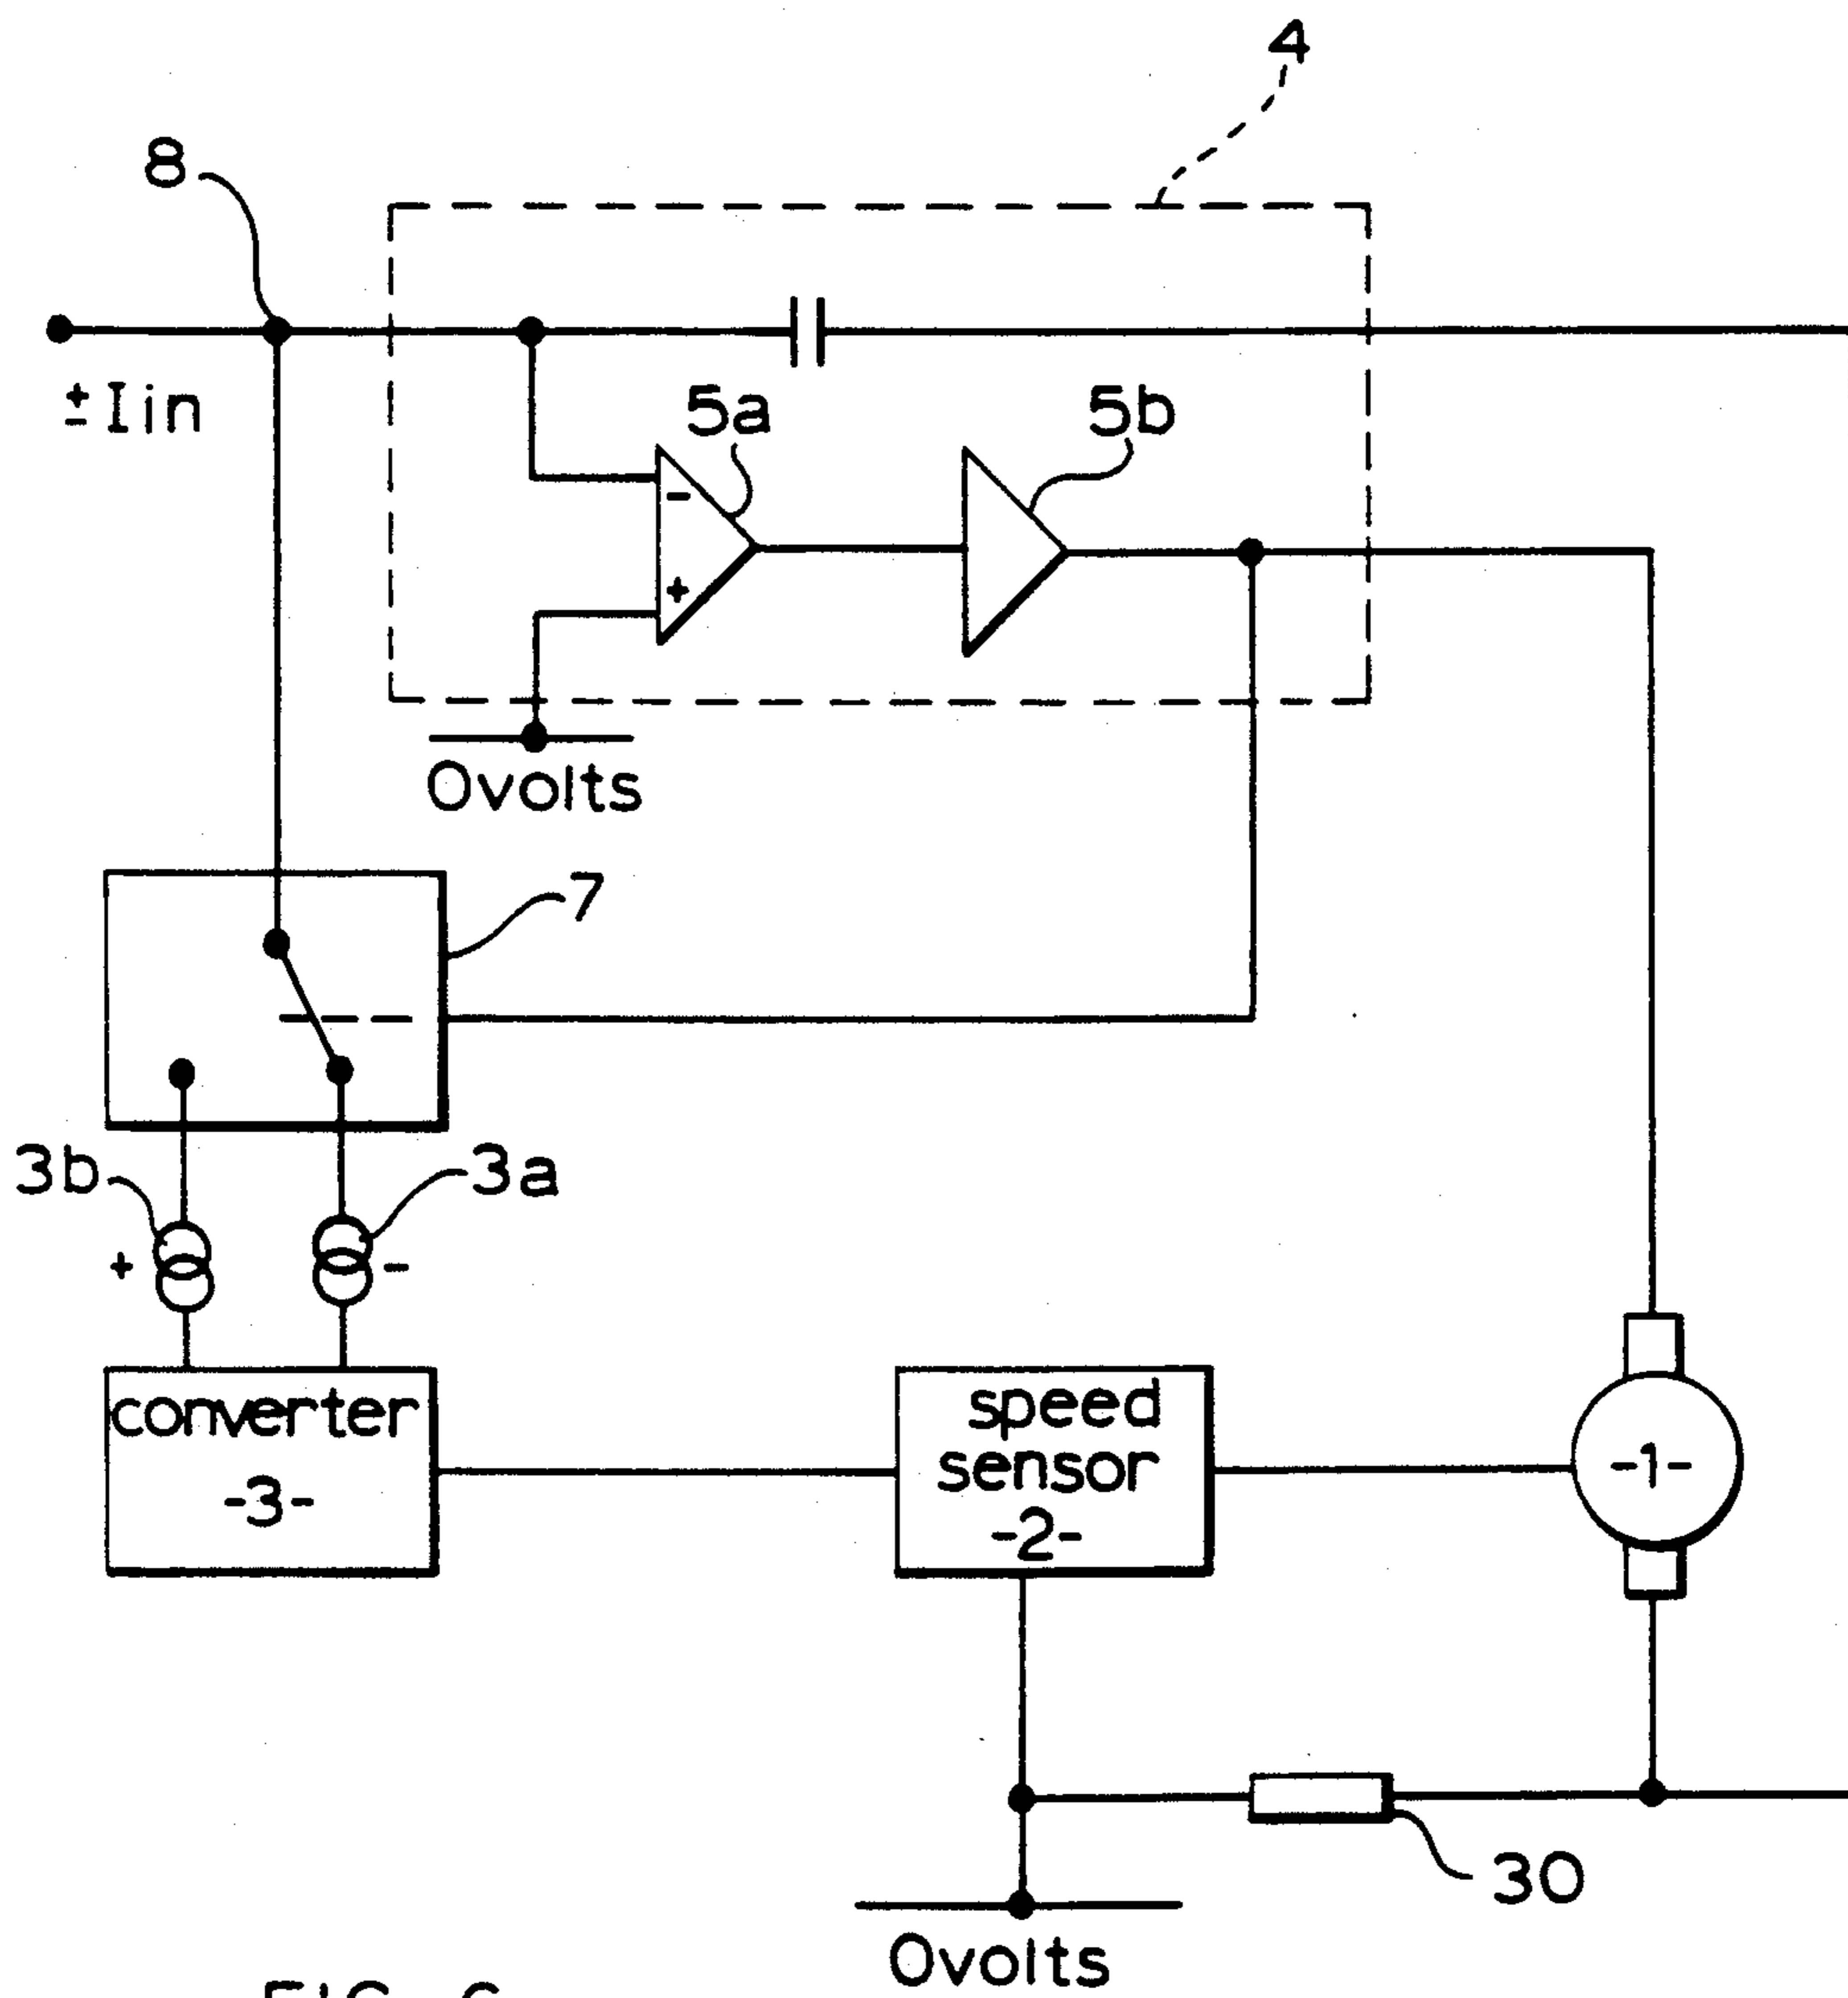 4
8
±Iin
5a
5b
-
+
0volts
7
3b
3a
+
-
converter
-3-
speed
sensor
-2-
-1-
30
0volts